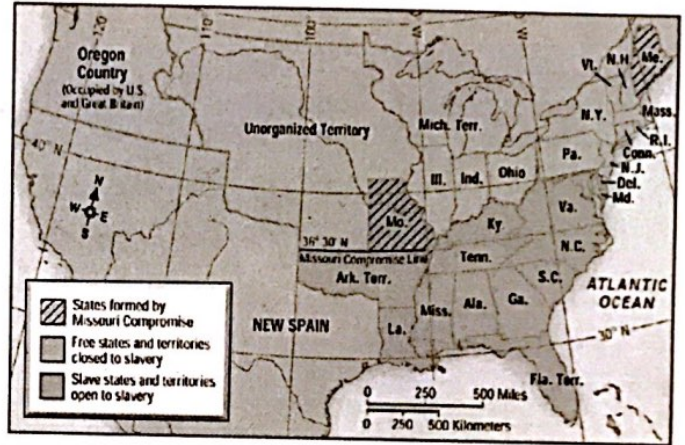 120
110
100
W
W
Oregon
Country
(Occupied by U.S.
and Great Britain)
Unorganized Territory
Mich. Terr.
Vt.
N.H.
Me.
N.Y.
Mass.
R.I.
Conn.
N.J.
Del.
Md.
Pa.
Ohio
Ind.
Ill.
Va.
Ky.
N.C.
Tenn.
S.C.
Mo.
40° N
N
W
E
S
36° 30' N
Missouri Compromise Line
Ark. Terr.
Miss.
Ala.
Ga.
La.
NEW SPAIN
ATLANTIC
OCEAN
30° N
Fla. Terr.
States formed by
Missouri Compromise
Free states and territories
closed to slavery
Slave states and territories
open to slavery
0 250 500 Miles
0 250 500 Kilometers